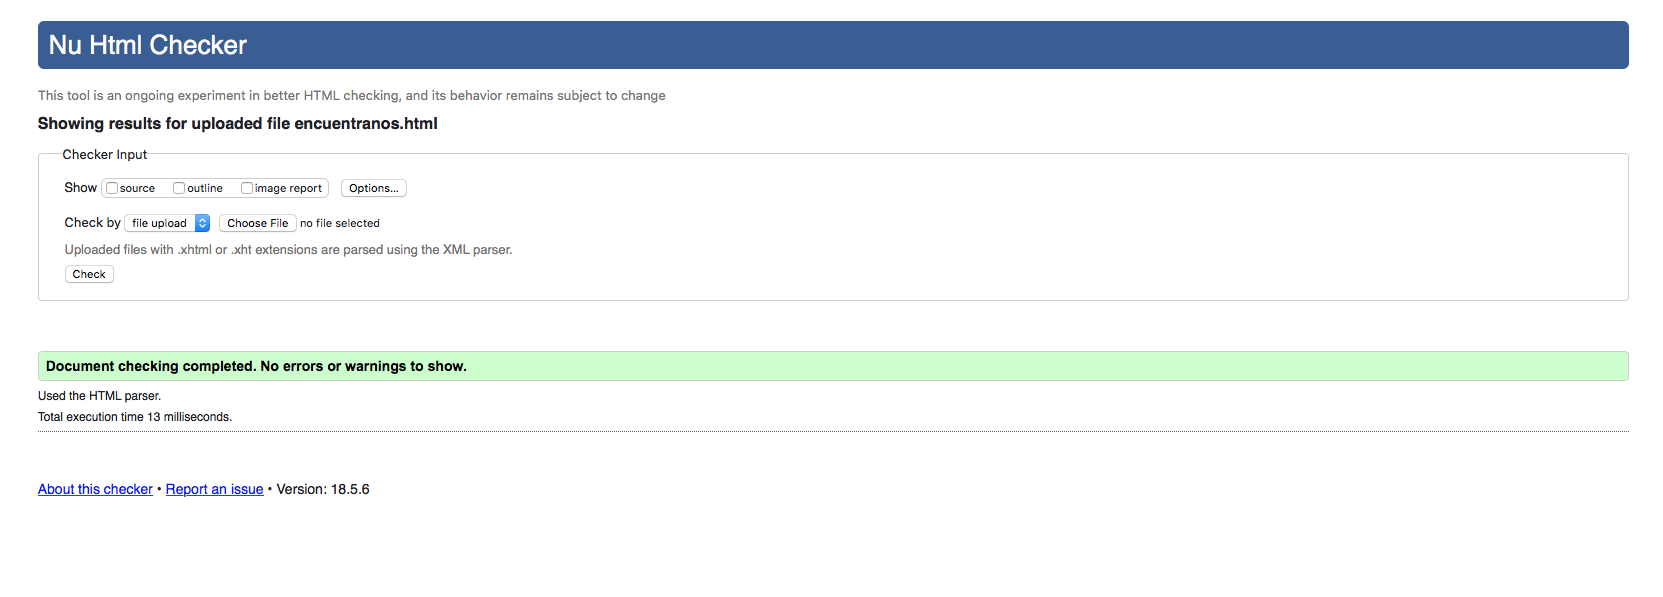 Nu Html Checker
This tool is an ongoing experiment in better HTML checking, and its behavior remains subject to change
Showing results for uploaded file encuentranos.html
Checker Input
Show source outline image report Options...
Check by file upload Choose File no file selected
Uploaded files with .xhtml or .xht extensions are parsed using the XML parser.
Check
Document checking completed. No errors or warnings to show.
Used the HTML parser.
Total execution time 13 milliseconds.
About this checker • Report an issue • Version: 18.5.6